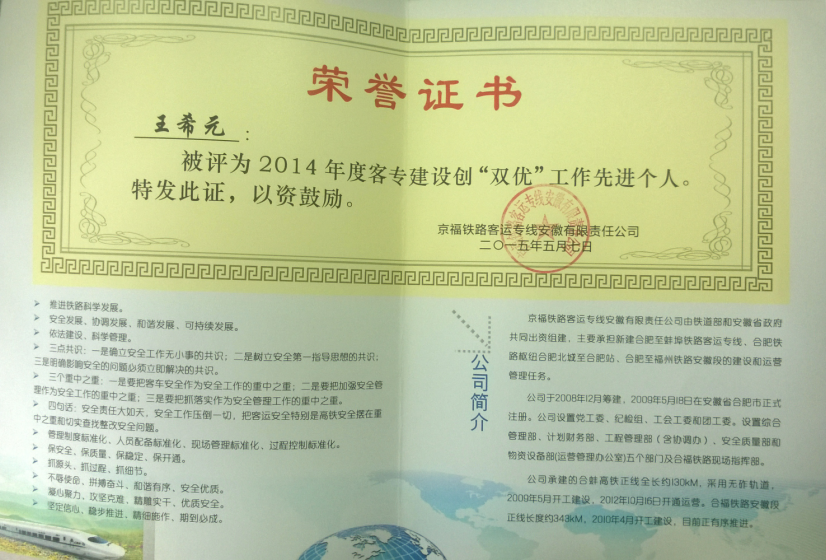 荣誉证书
王希元：
被评为2014年度客专建设创“双优”工作先进个人。
特发此证，以资鼓励。
京福铁路客运专线安徽有限责任公司
二〇一五年五月七日
➢ 推进铁路科学发展。
➢ 安全发展、协调发展、和谐发展、可持续发展。
➢ 依法建设、科学管理。
➢ 三点共识：一是确立安全工作无小事的共识；二是树立安全第一指导思想的共识；
三是明确影响安全的问题必须立即解决的共识。
➢ 三个重中之重：一是要把客车安全作为安全工作的重中之重；二是要把加强安全管
理作为安全工作的重中之重；三是要把抓落实作为安全管理工作的重中之重。
➢ 四句话：安全责任大如天，安全工作压倒一切，把客运安全特别是高铁安全摆在重
中之重和切实查找整改安全问题。
➢ 管理制度标准化、人员配备标准化、现场管理标准化、过程控制标准化。
➢ 保安全、保质量、保稳定、保开通。
➢ 抓源头、抓过程、抓细节。
➢ 不辱使命、拼搏奋斗、和谐有序、安全优质。
➢ 凝心聚力，攻坚克难，精雕实干、优质安全。
➢ 坚定信心、稳步推进、精细施作、期到必成。
公司简介
京福铁路客运专线安徽有限责任公司由铁道部和安徽省政府
共同出资组建，主要承担新建合肥至蚌埠铁路客运专线，合肥铁
路枢纽合肥北城至合肥站，合肥至福州铁路安徽段的建设和运营
管理任务。
公司于2008年12月筹建，2009年5月18日在安徽省合肥市正式
注册。公司设置党工委、纪检组、工会工委和团工委。设置综合
管理部、计划财务部、工程管理部（含协调办）、安全质量部和
物资设备部(运营管理办公室)五个部门及合福铁路现场指挥部。
公司承建的合蚌高铁正线全长约130KM，采用无砟轨道，
2009年5月开工建设，2012年10月16日开通运营。合福铁路安徽段
正线长度约343KM，2010年4月开工建设，目前正有序推进。